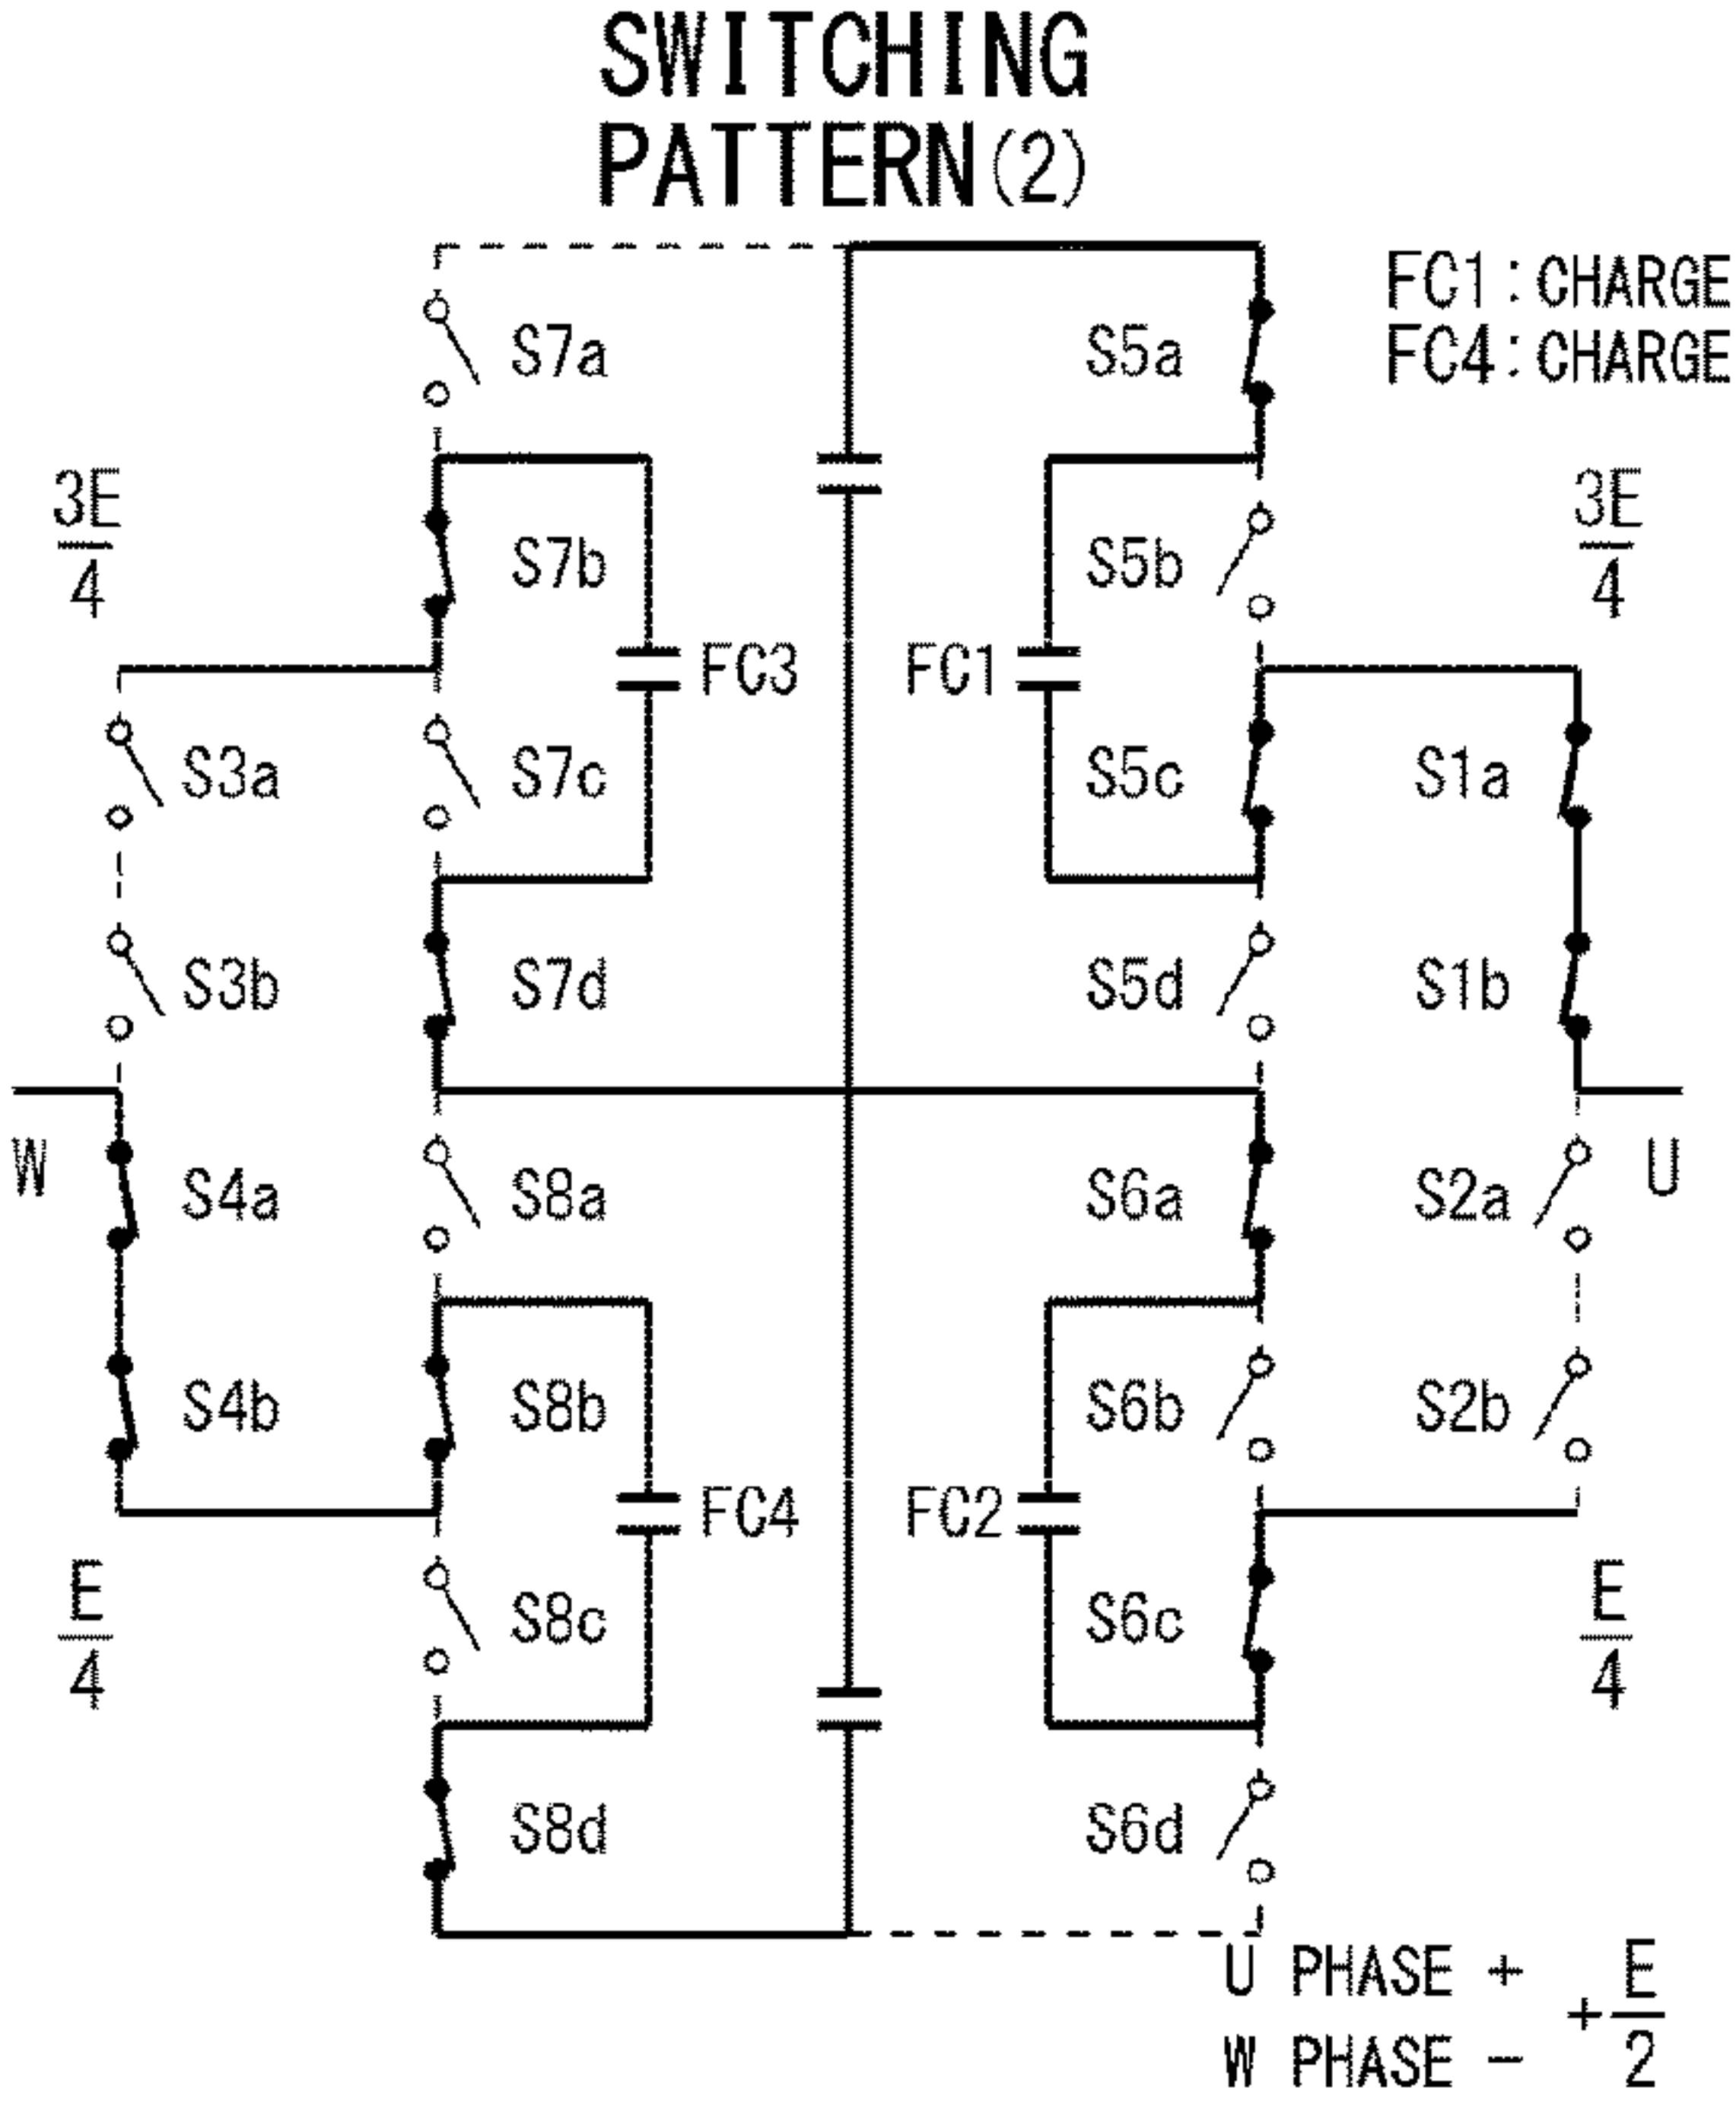 SWITCHING
PATTERN(2)
FC1:CHARGE
FC4:CHARGE
S7a
S5a
3E
4
S7b
S5b
3E
4
FC3
FC1
S3a
S7c
S5c
S1a
S3b
S7d
S5d
S1b
W
S4a
S8a
S6a
S2a
U
S4b
S8b
S6b
S2b
FC4
FC2
E
4
S8c
S6c
E
4
S8d
S6d
U PHASE +
W PHASE -
+E
2